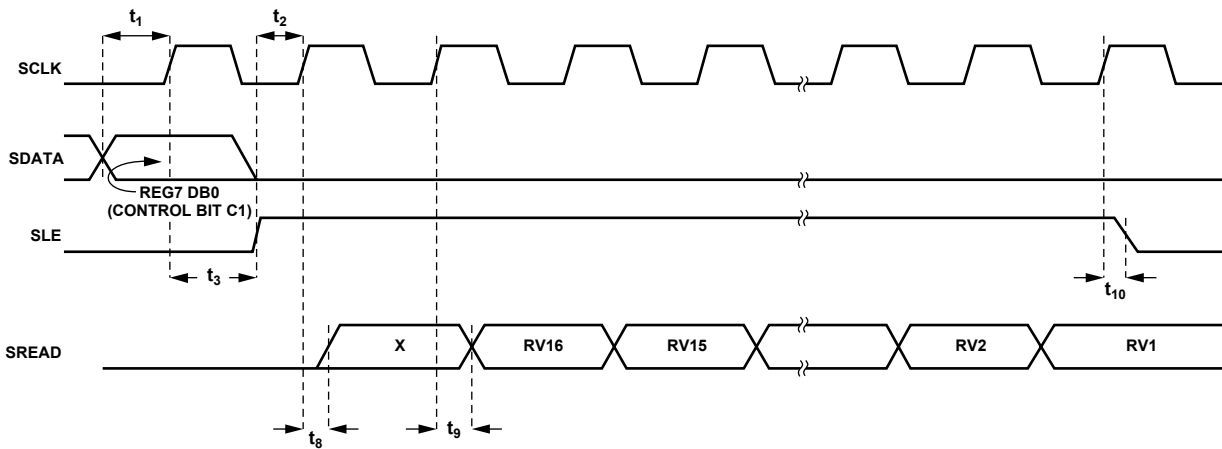 t1
t2
SCLK
SDATA
REG7 DB0
(CONTROL BIT C1)
SLE
t3
t10
SREAD
X
RV16
RV15
RV2
RV1
t8
t9